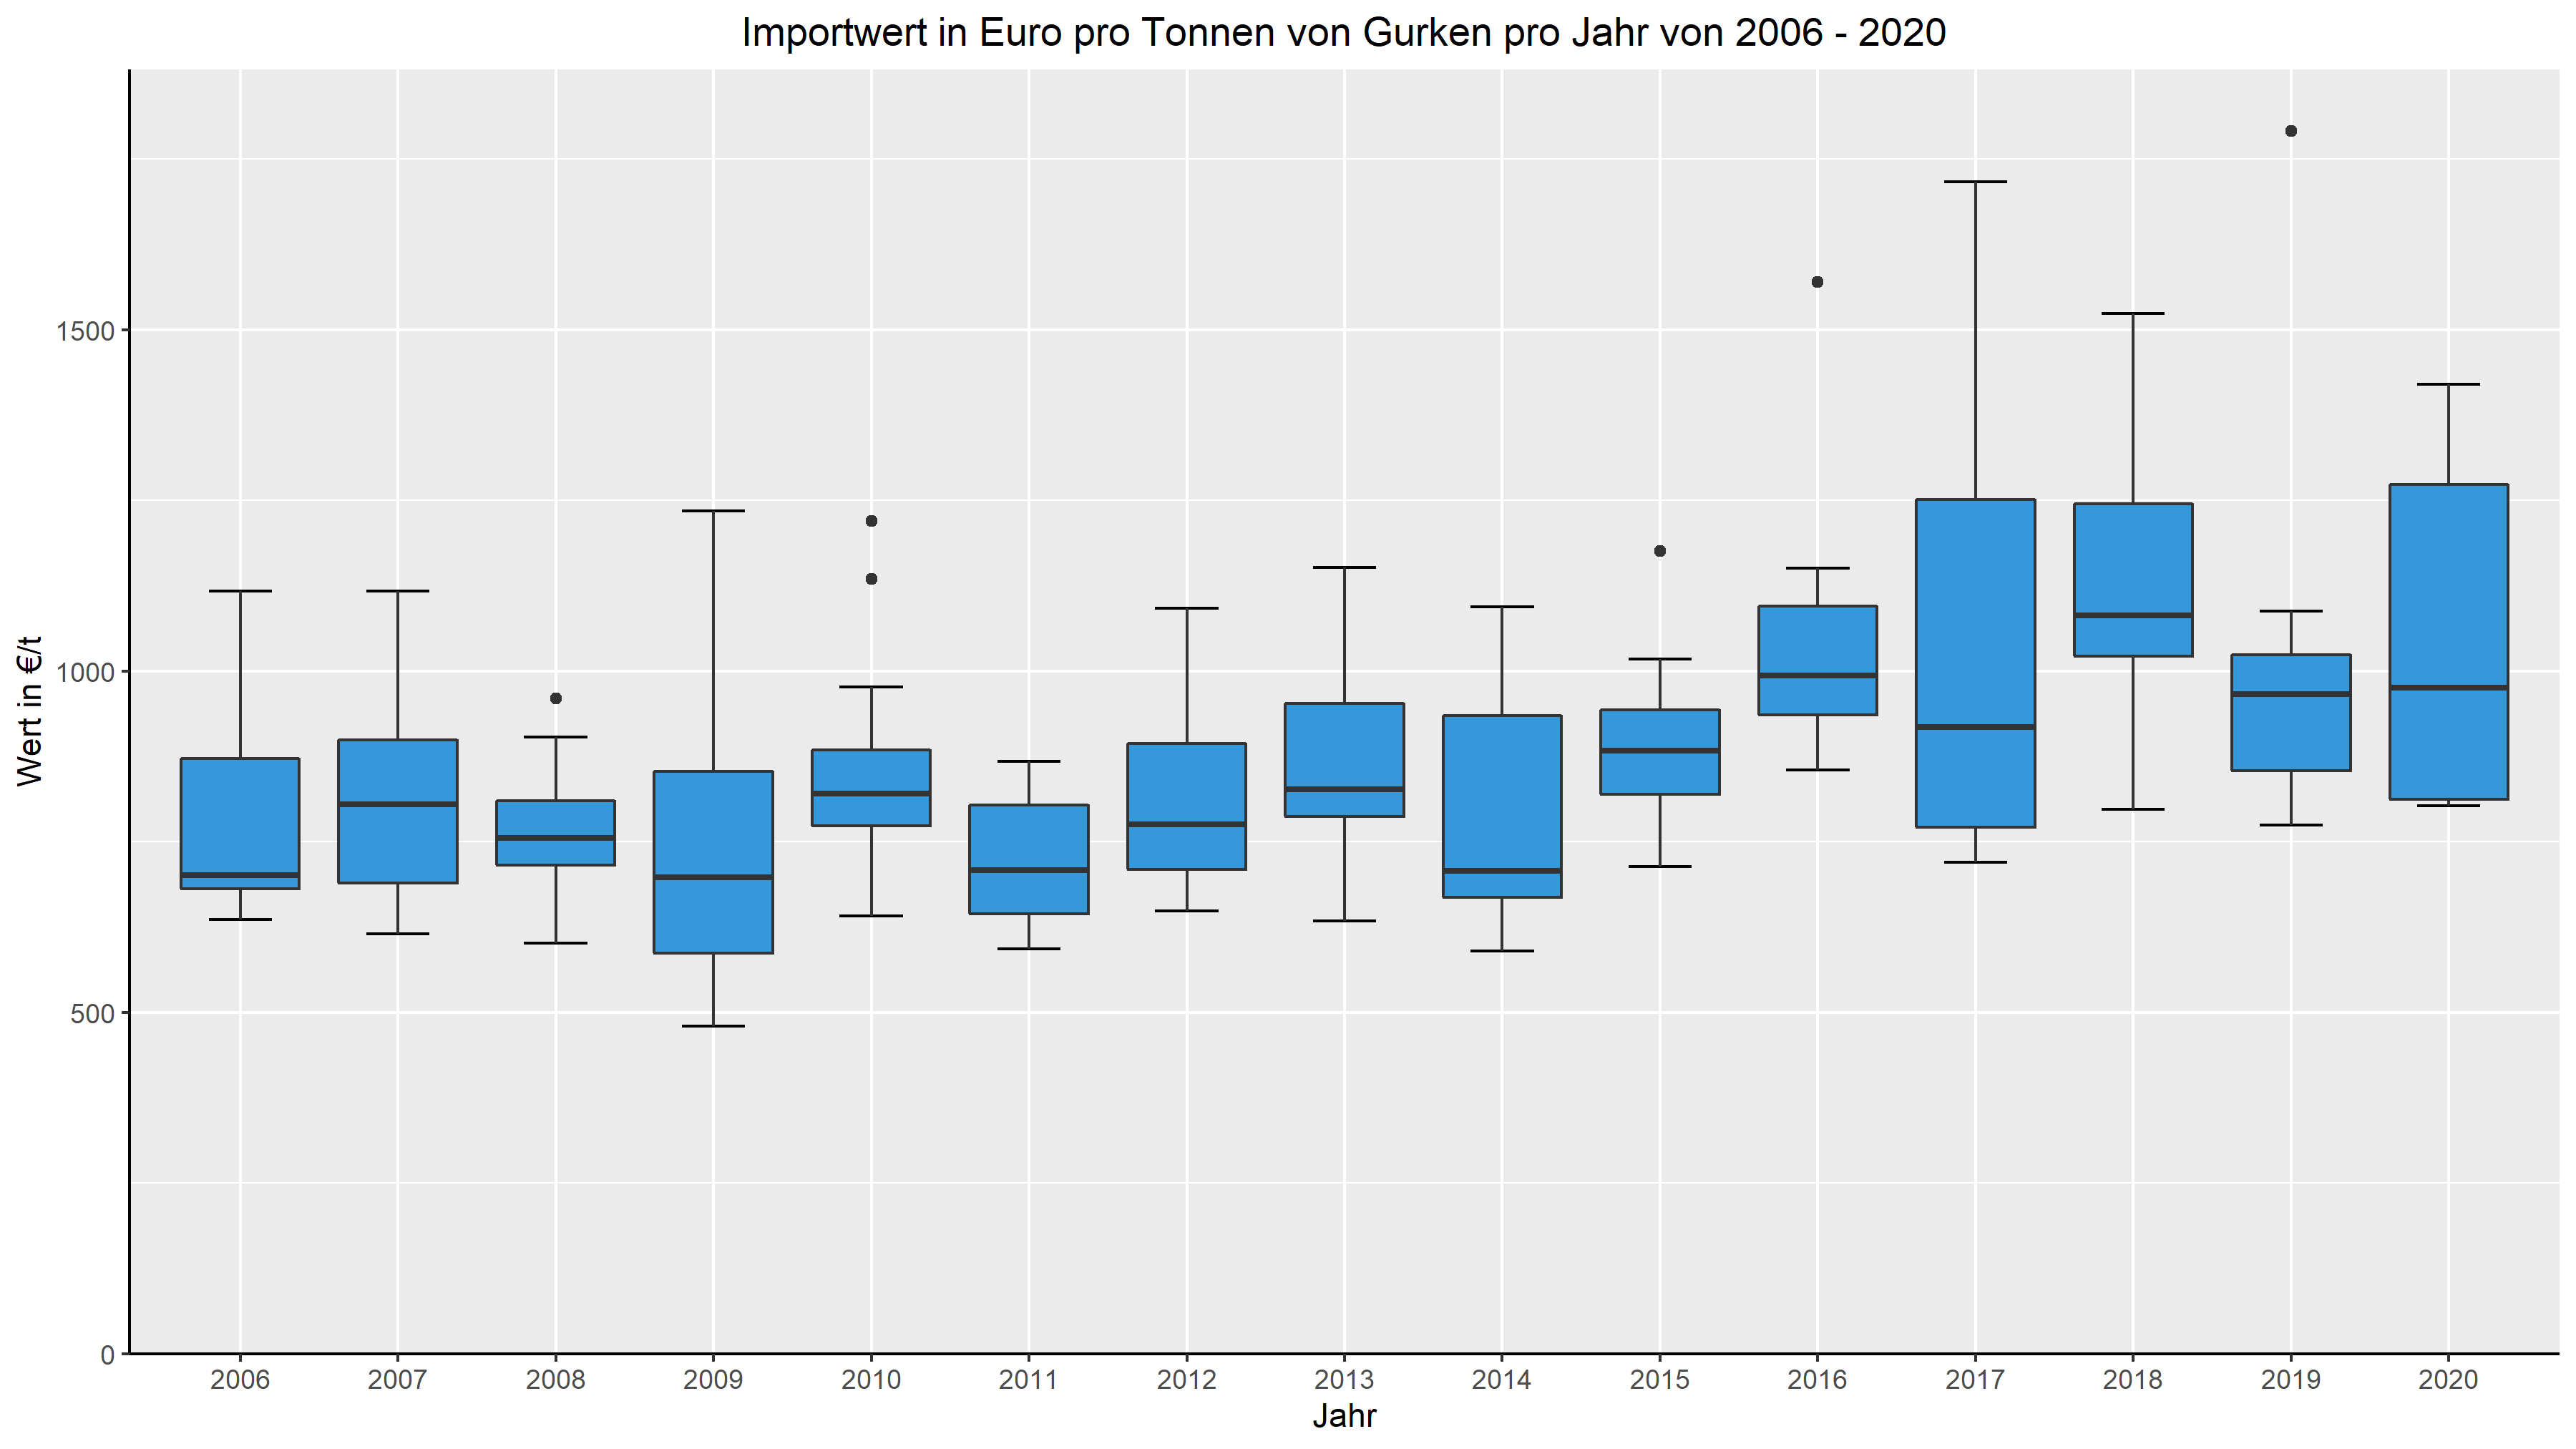 Importwert in Euro pro Tonnen von Gurken pro Jahr von 2006 - 2020
Wert in €/t
1500
1000
500
0
2006 2007 2008 2009 2010 2011 2012 2013 2014 2015 2016 2017 2018 2019 2020
Jahr